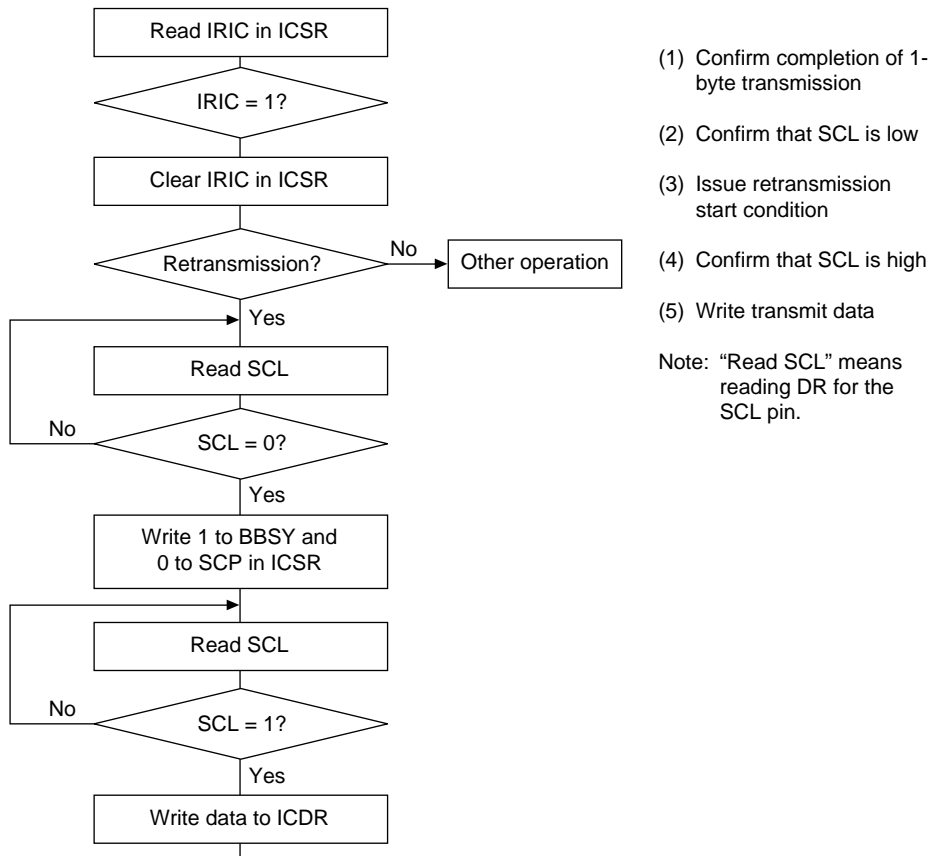 Read IRIC in ICSR
IRIC = 1?
Clear IRIC in ICSR
Retransmission?
No
Other operation
Yes
Read SCL
No
SCL = 0?
Yes
Write 1 to BBSY and
0 to SCP in ICSR
Read SCL
No
SCL = 1?
Yes
Write data to ICDR
(1) Confirm completion of 1-
byte transmission
(2) Confirm that SCL is low
(3) Issue retransmission
start condition
(4) Confirm that SCL is high
(5) Write transmit data
Note: “Read SCL” means
reading DR for the
SCL pin.